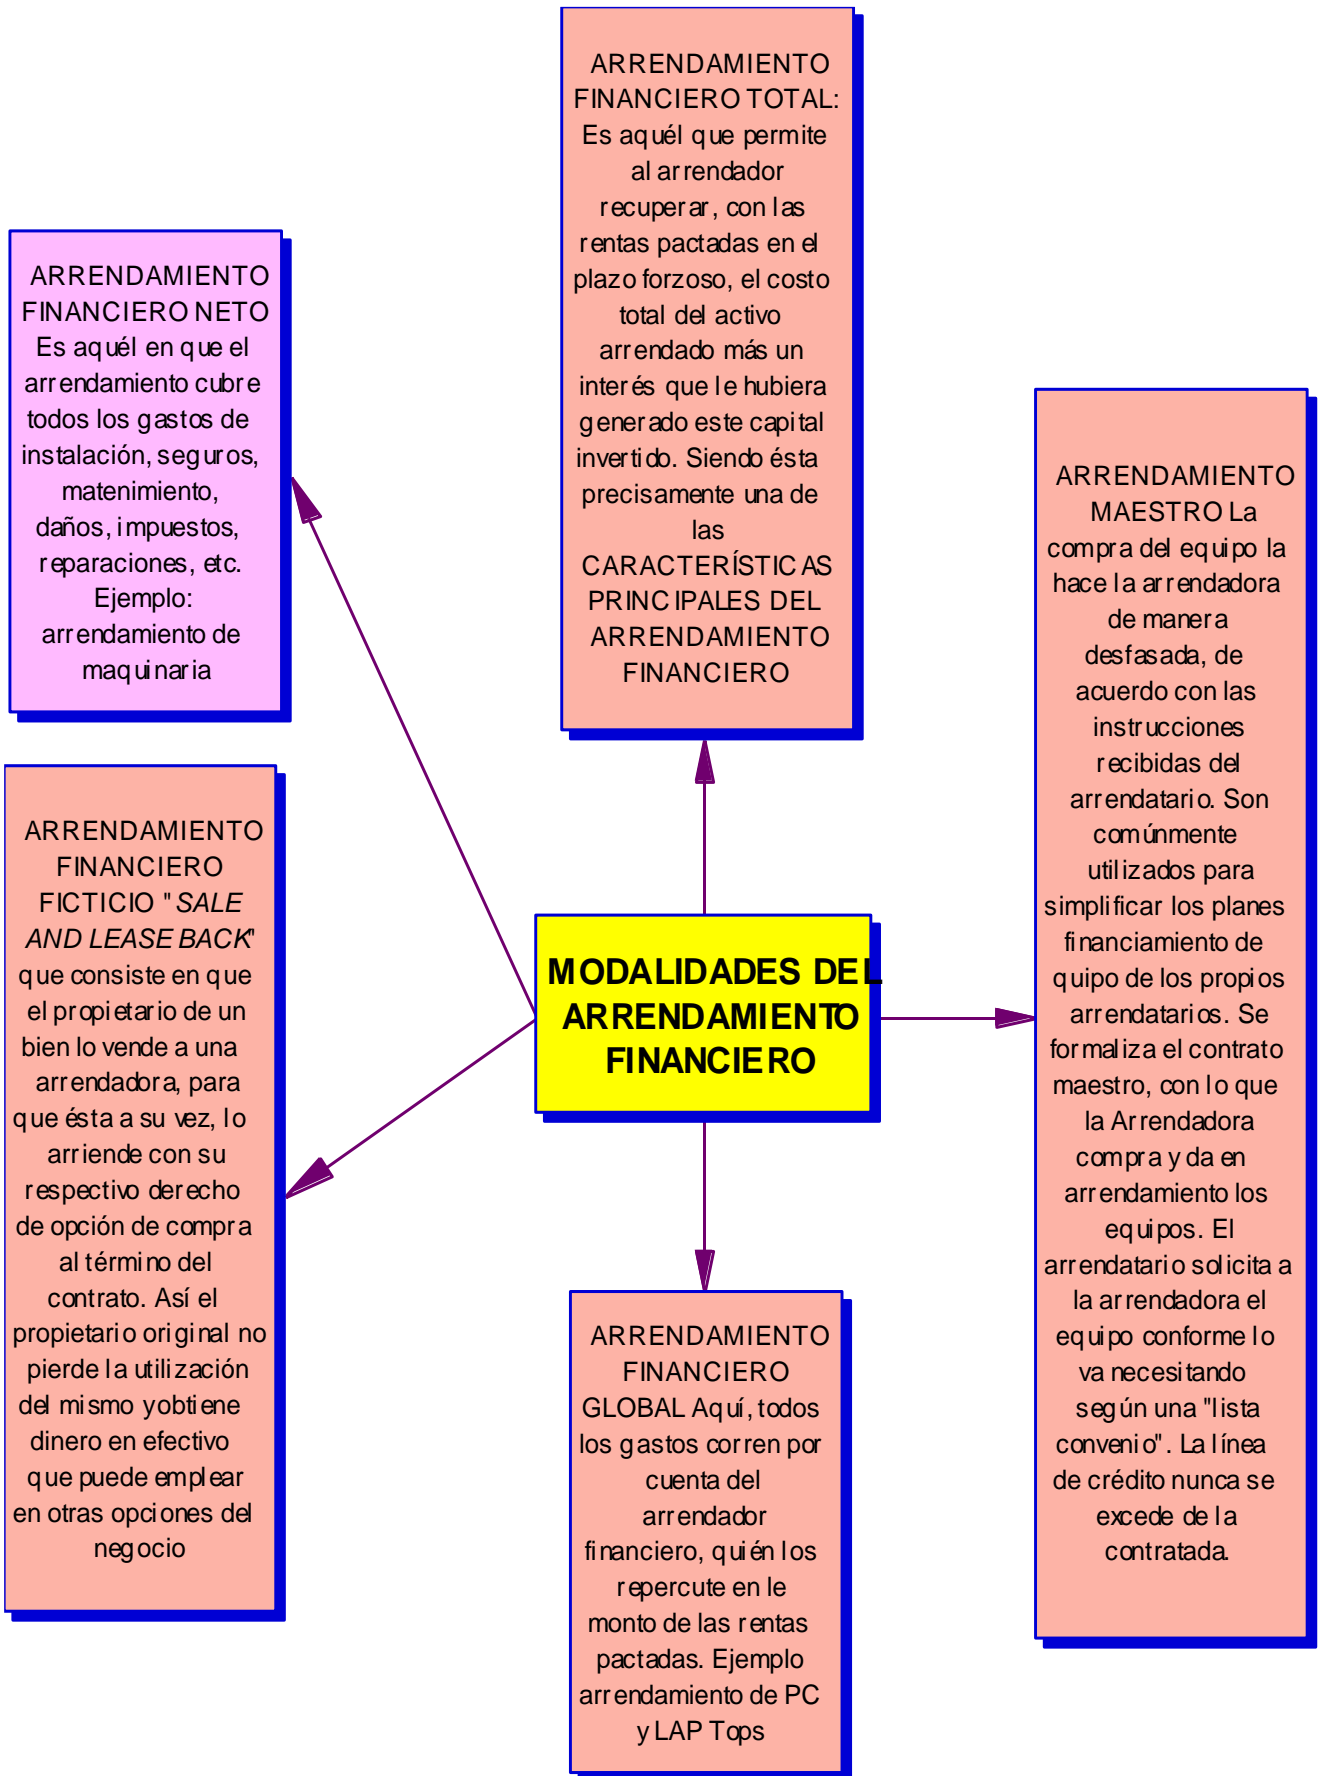 ARRENDAMIENTO
FINANCIERO TOTAL:
Es aquél que permite
al arrendador
recuperar, con las
rentas pactadas en el
plazo forzoso, el costo
total del activo
arrendado más un
interés que le hubiera
generado este capital
invertido. Siendo ésta
precisamente una de
las
CARACTERÍSTICAS
PRINCIPALES DEL
ARRENDAMIENTO
FINANCIERO
ARRENDAMIENTO
FINANCIERO NETO
Es aquél en que el
arrendamiento cubre
todos los gastos de
instalación, seguros,
matenimiento,
daños, impuestos,
reparaciones, etc.
Ejemplo:
arrendamiento de
maquinaria
ARRENDAMIENTO
MAESTRO La
compra del equipo la
hace la arrendadora
de manera
desfasada, de
acuerdo con las
instrucciones
recibidas del
arrendatario. Son
comúnmente
utilizados para
simplificar los planes
financiamiento de
quipo de los propios
arrendatarios. Se
formaliza el contrato
maestro, con lo que
la Arrendadora
compra y da en
arrendamiento los
equipos. El
arrendatario solicita a
la arrendadora el
equipo conforme lo
va necesitando
según una "lista
convenio". La línea
de crédito nunca se
excede de la
contratada.
ARRENDAMIENTO
FINANCIERO
FICTICIO "SALE
AND LEASE BACK"
que consiste en que
el propietario de un
bien lo vende a una
arrendadora, para
que ésta a su vez, lo
arriende con su
respectivo derecho
de opción de compra
al término del
contrato. Así el
propietario original no
pierde la utilización
del mismo yobtiene
dinero en efectivo
que puede emplear
en otras opciones del
negocio
MODALIDADES DEL
ARRENDAMIENTO
FINANCIERO
ARRENDAMIENTO
FINANCIERO
GLOBAL Aquí, todos
los gastos corren por
cuenta del
arrendador
financiero, quién los
repercute en le
monto de las rentas
pactadas. Ejemplo
arrendamiento de PC
y LAP Tops